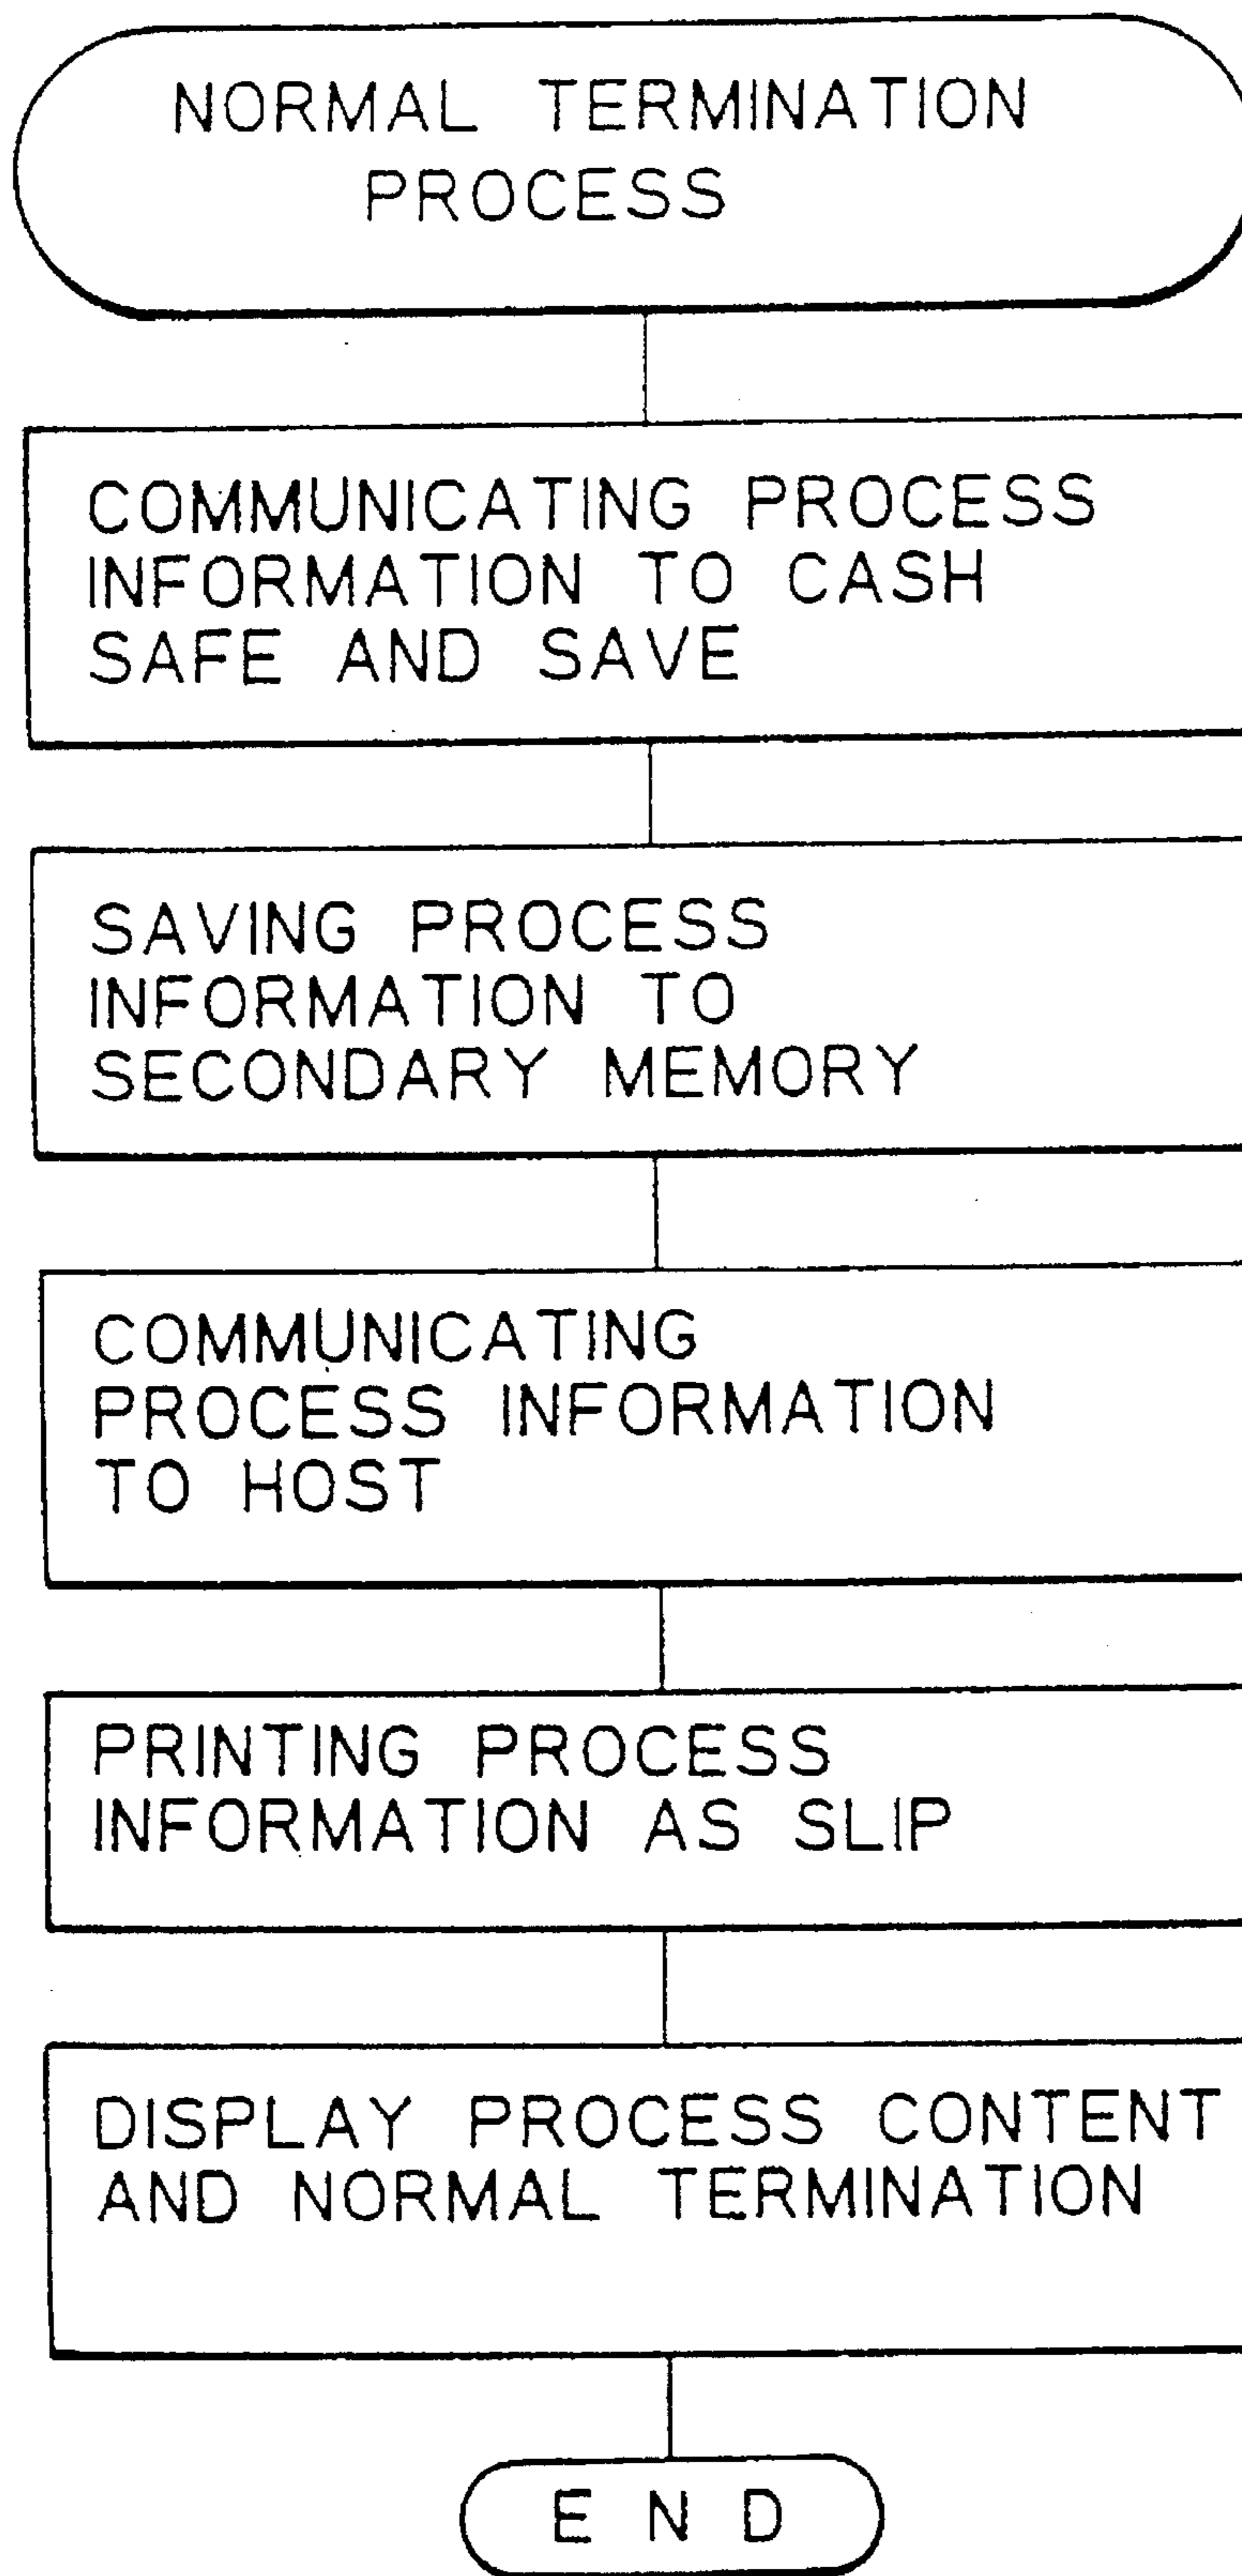 NORMAL TERMINATION
PROCESS
COMMUNICATING PROCESS
INFORMATION TO CASH
SAFE AND SAVE
SAVING PROCESS
INFORMATION TO
SECONDARY MEMORY
COMMUNICATING
PROCESS INFORMATION
TO HOST
PRINTING PROCESS
INFORMATION AS SLIP
DISPLAY PROCESS CONTENT
AND NORMAL TERMINATION
E N D